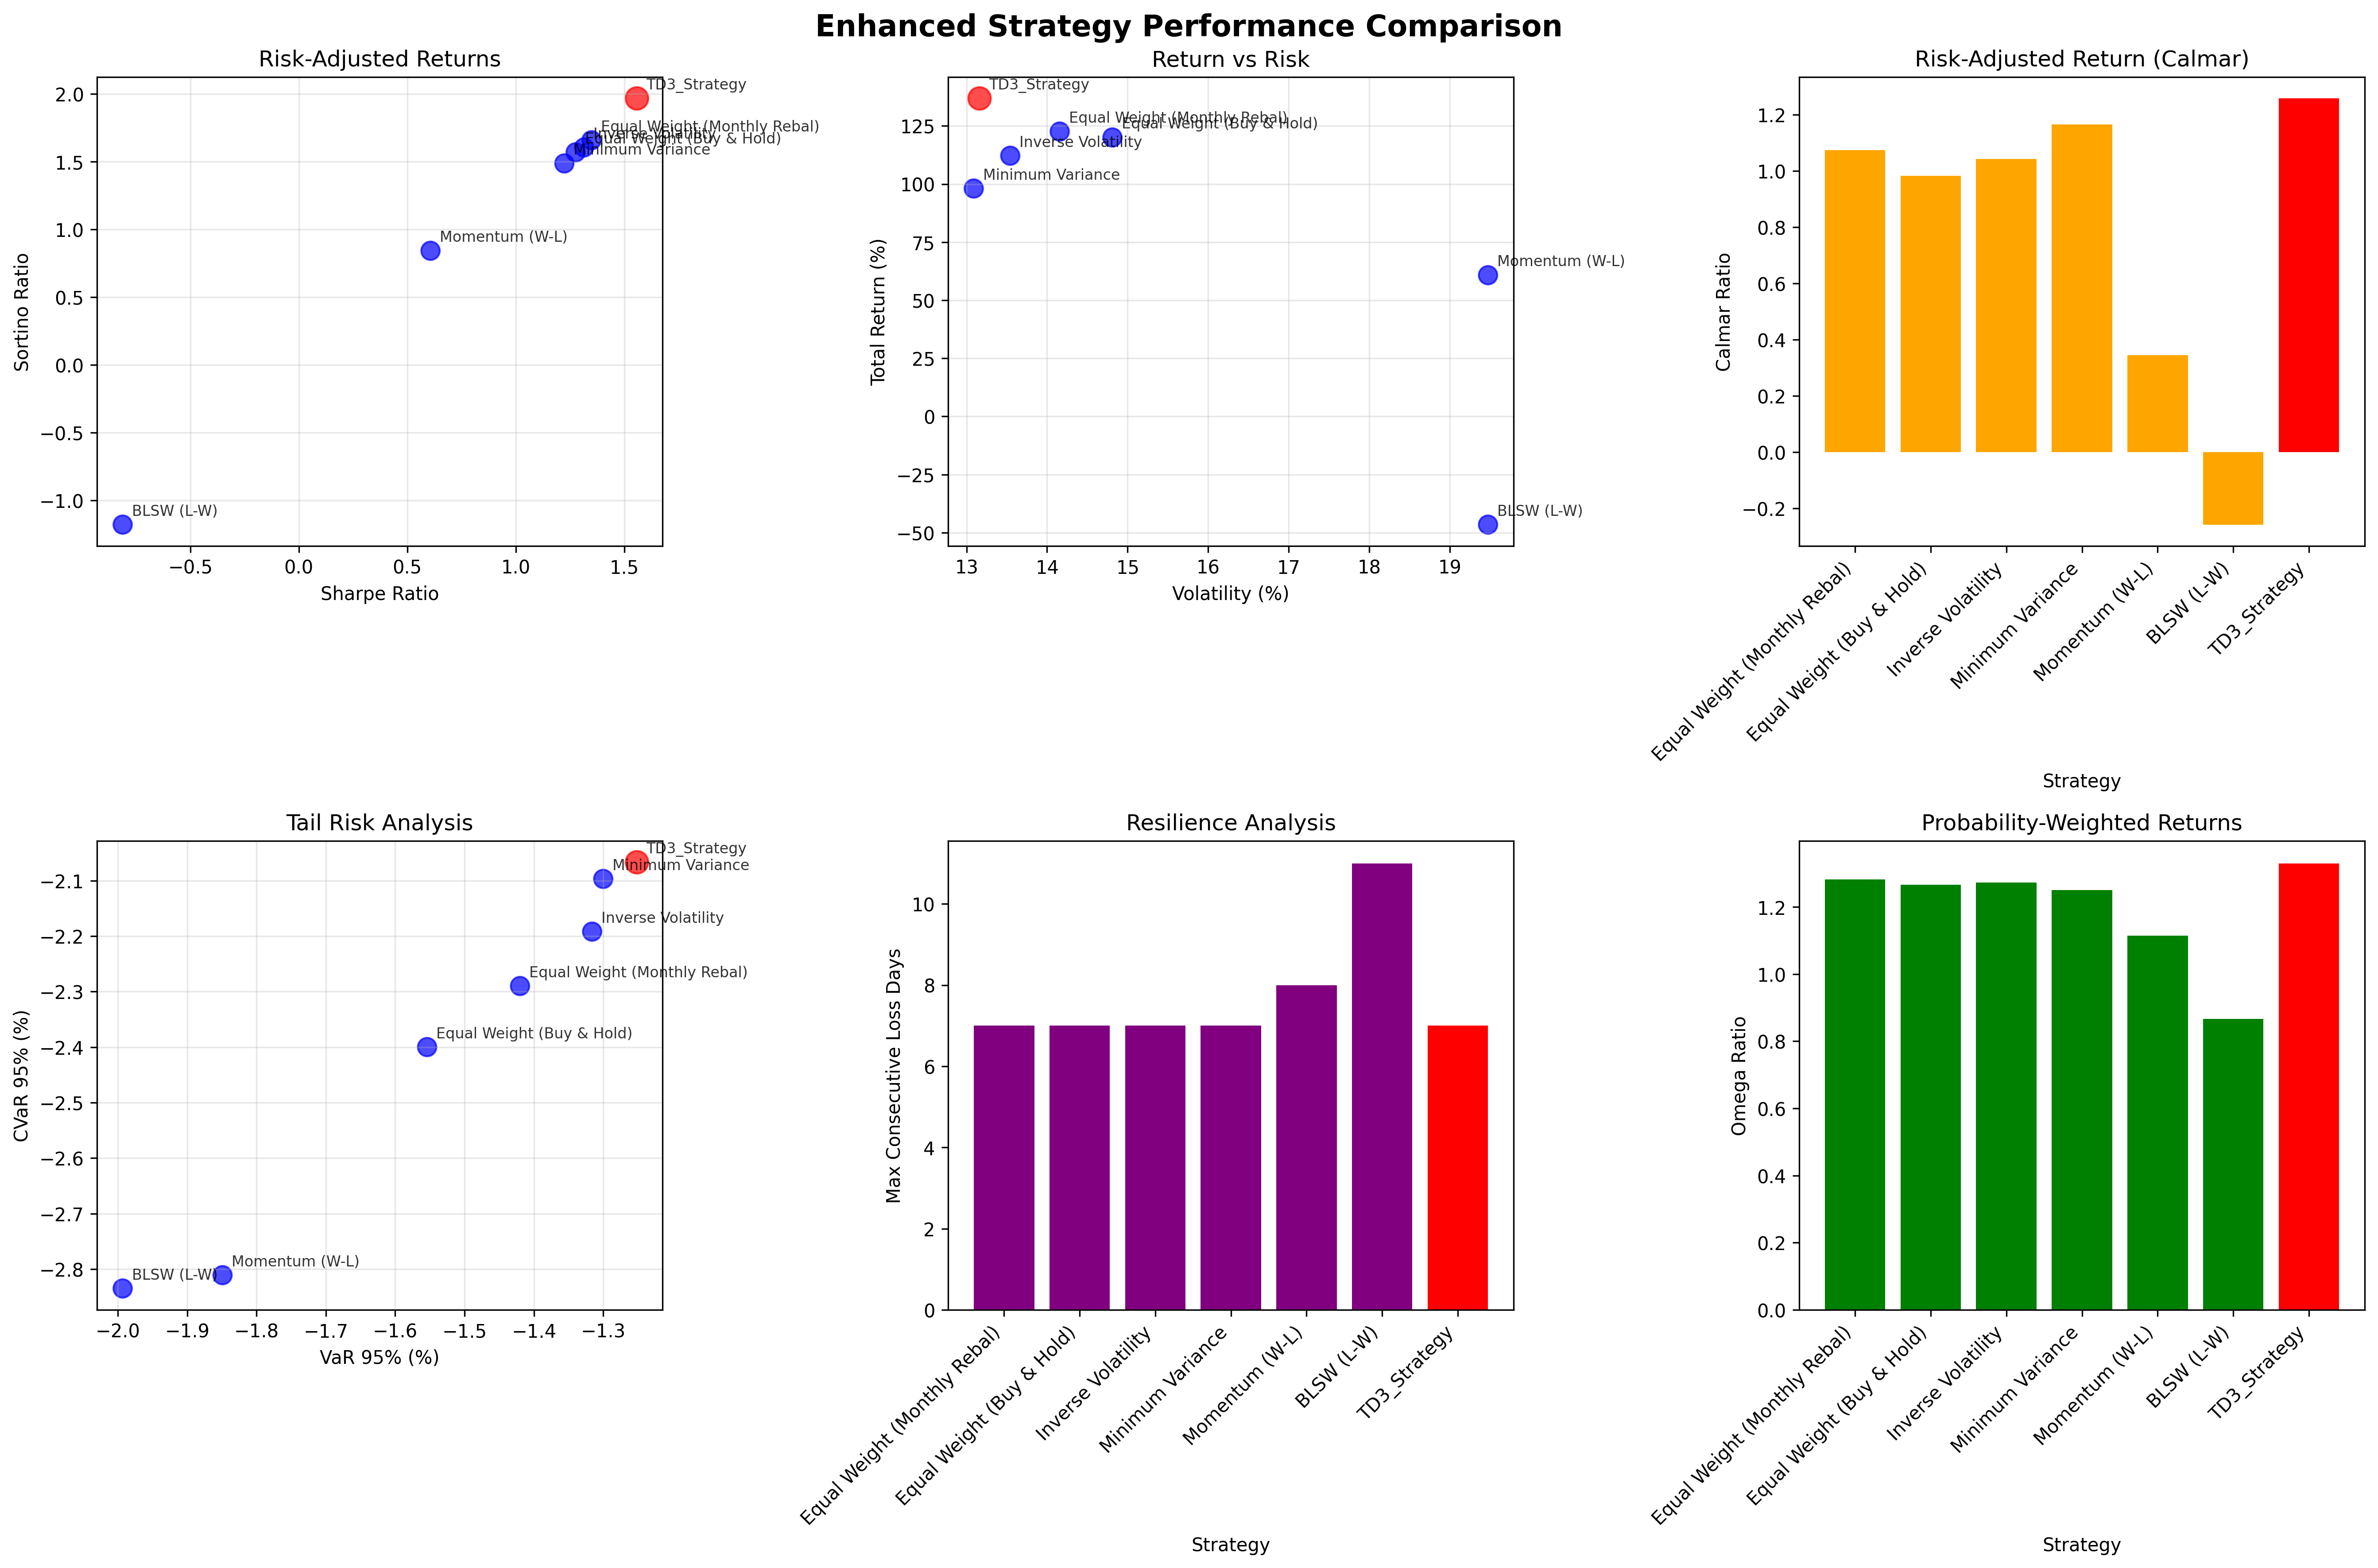 Enhanced Strategy Performance Comparison
Risk-Adjusted Returns
Sortino Ratio
2.0
1.5
1.0
0.5
0.0
−0.5
−1.0
TD3_Strategy
Equal Weight (Monthly Rebal)
Inverse Volatility
Equal Weight (Buy & Hold)
Minimum Variance
Momentum (W-L)
BLSW (L-W)
−0.5 0.0 0.5 1.0 1.5
Sharpe Ratio
Return vs Risk
Total Return (%)
125
100
75
50
25
0
−25
−50
TD3_Strategy
Equal Weight (Monthly Rebal)
Equal Weight (Buy & Hold)
Inverse Volatility
Minimum Variance
Momentum (W-L)
BLSW (L-W)
13 14 15 16 17 18 19
Volatility (%)
Risk-Adjusted Return (Calmar)
Calmar Ratio
1.2
1.0
0.8
0.6
0.4
0.2
0.0
−0.2
Equal Weight (Monthly Rebal)
Equal Weight (Buy & Hold)
Inverse Volatility
Minimum Variance
Momentum (W-L)
BLSW (L-W)
TD3_Strategy
Strategy
Tail Risk Analysis
CVaR 95% (%)
−2.1
−2.2
−2.3
−2.4
−2.5
−2.6
−2.7
−2.8
TD3_Strategy
Minimum Variance
Inverse Volatility
Equal Weight (Monthly Rebal)
Equal Weight (Buy & Hold)
Momentum (W-L)
BLSW (L-W)
−2.0 −1.9 −1.8 −1.7 −1.6 −1.5 −1.4 −1.3
VaR 95% (%)
Resilience Analysis
Max Consecutive Loss Days
10
8
6
4
2
0
Equal Weight (Monthly Rebal)
Equal Weight (Buy & Hold)
Inverse Volatility
Minimum Variance
Momentum (W-L)
BLSW (L-W)
TD3_Strategy
Strategy
Probability-Weighted Returns
Omega Ratio
1.2
1.0
0.8
0.6
0.4
0.2
0.0
Equal Weight (Monthly Rebal)
Equal Weight (Buy & Hold)
Inverse Volatility
Minimum Variance
Momentum (W-L)
BLSW (L-W)
TD3_Strategy
Strategy